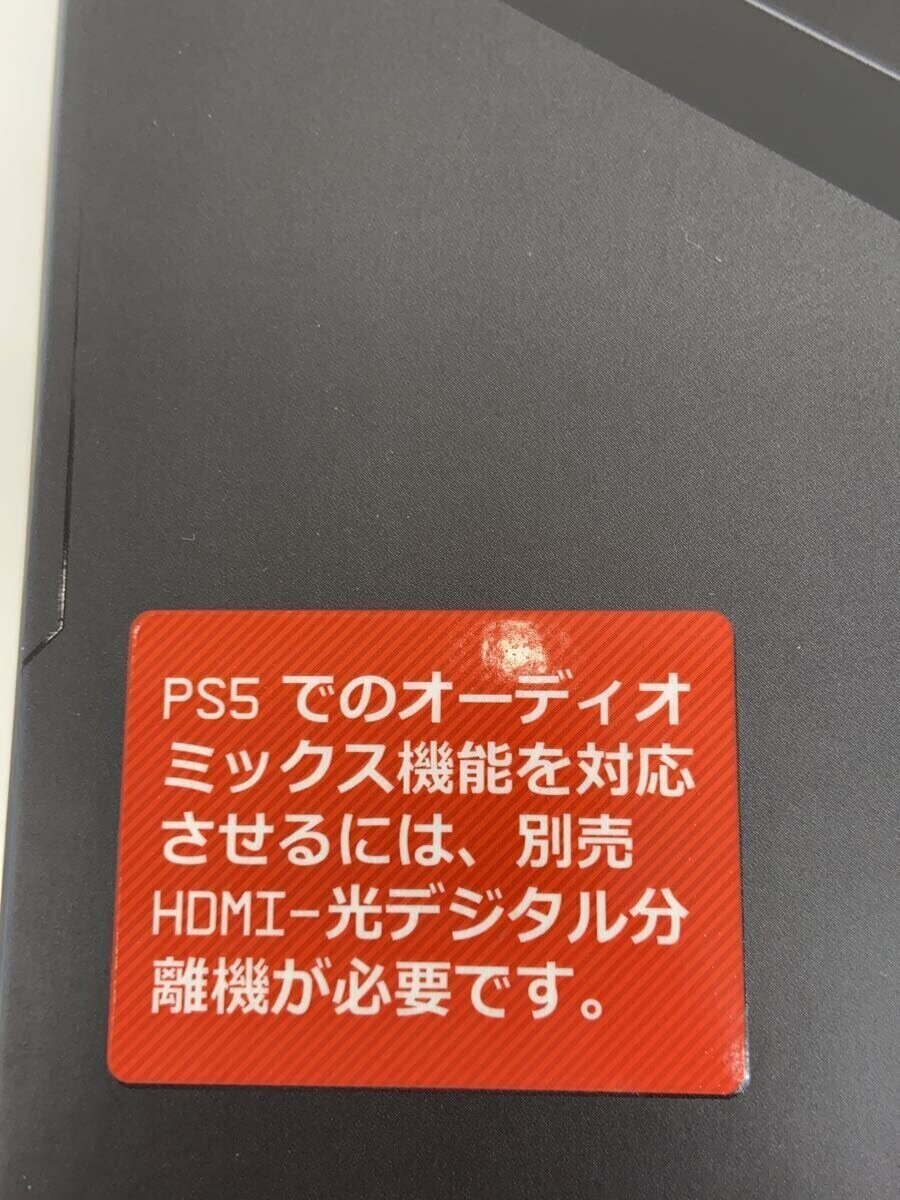 PS5 でのオーディオ
ミックス機能を対応
させるには、別売
HDMI-光デジタル分
離機が必要です。